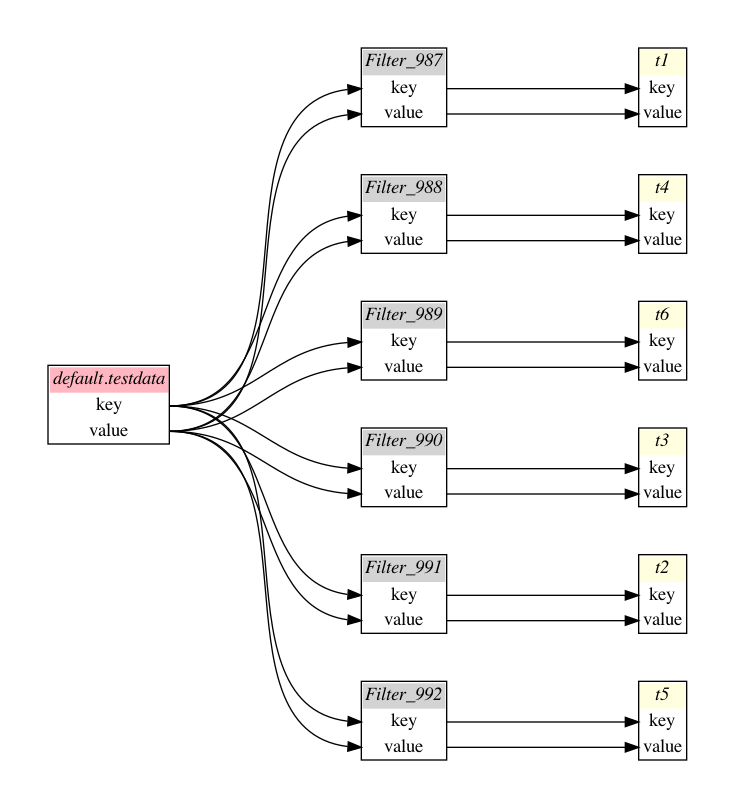 Filter_987
key
value
t1
key
value
Filter_988
key
value
t4
key
value
Filter_989
key
value
t6
key
value
default.testdata
key
value
Filter_990
key
value
t3
key
value
Filter_991
key
value
t2
key
value
Filter_992
key
value
t5
key
value